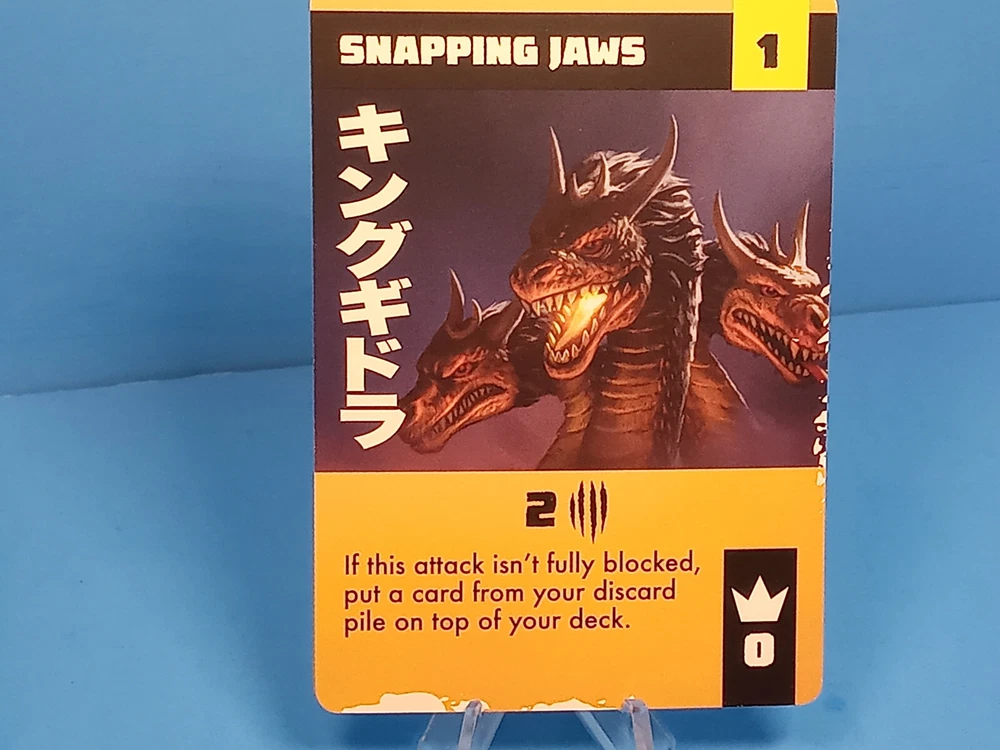 SNAPPING JAWS
1
キングギドラ
2
If this attack isn't fully blocked,
put a card from your discard
pile on top of your deck.
0